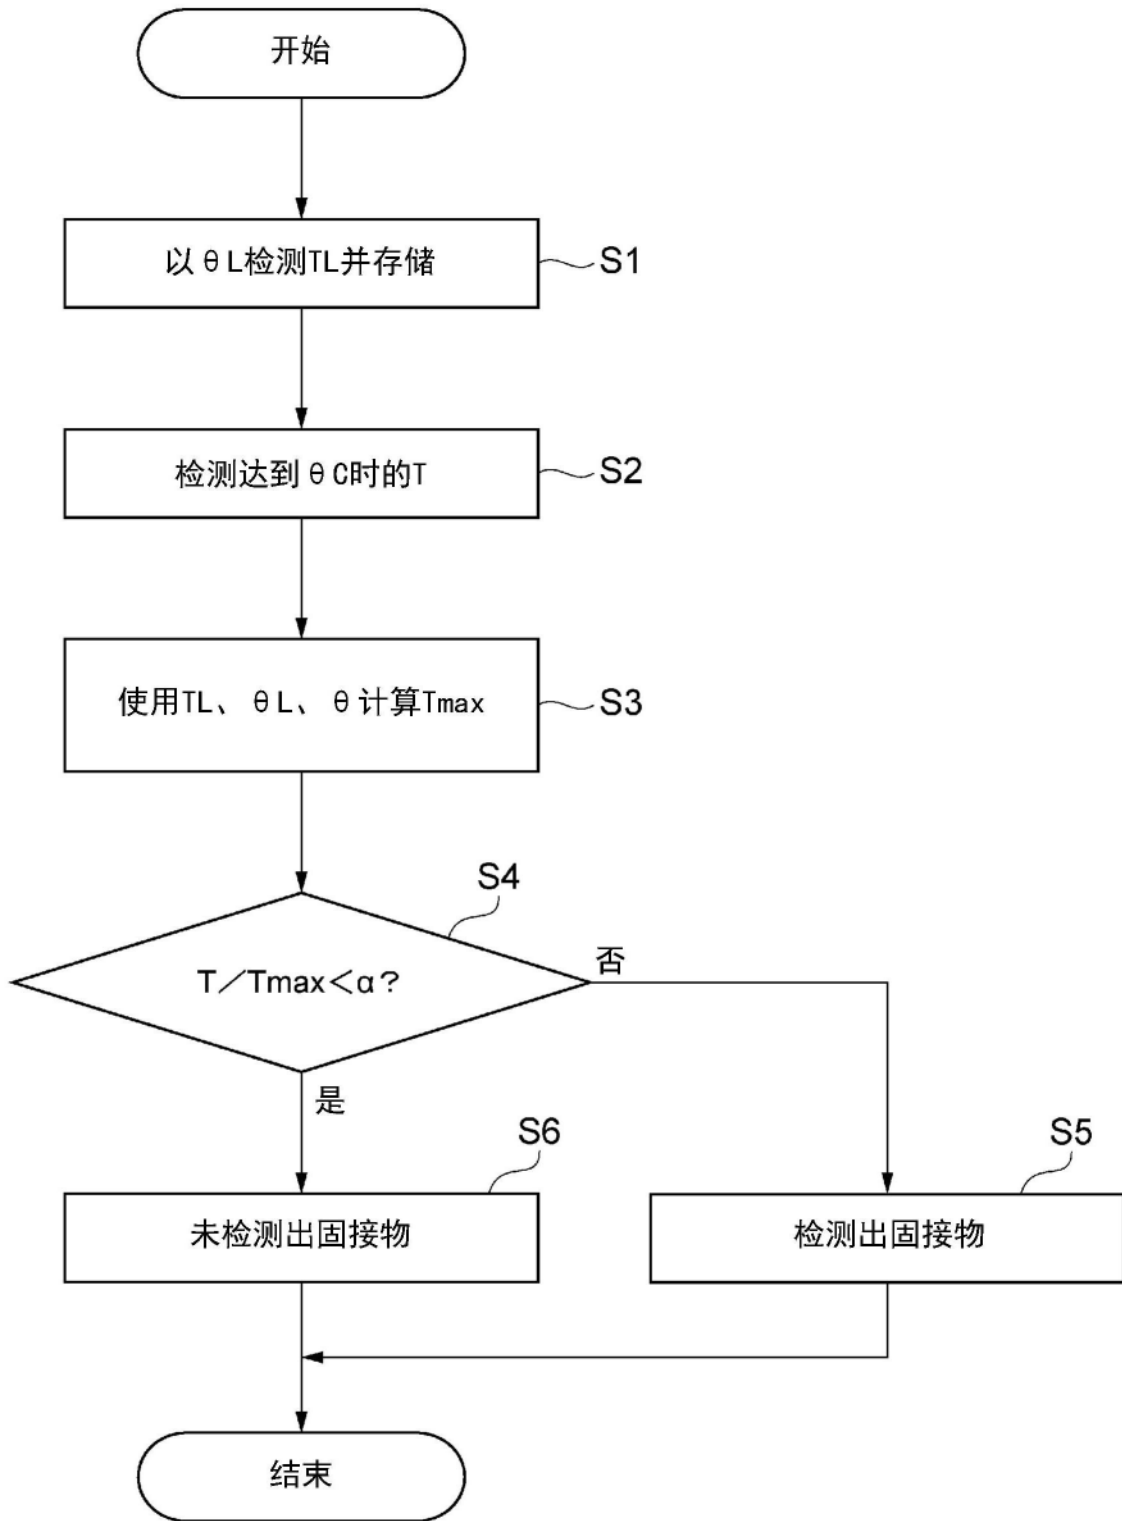 开始
以θL检测TL并存储
S1
检测达到θC时的T
S2
使用TL、θL、θ计算Tmax
S3
S4
T／Tmax＜α？
否
是
S6
S5
未检测出固接物
检测出固接物
结束